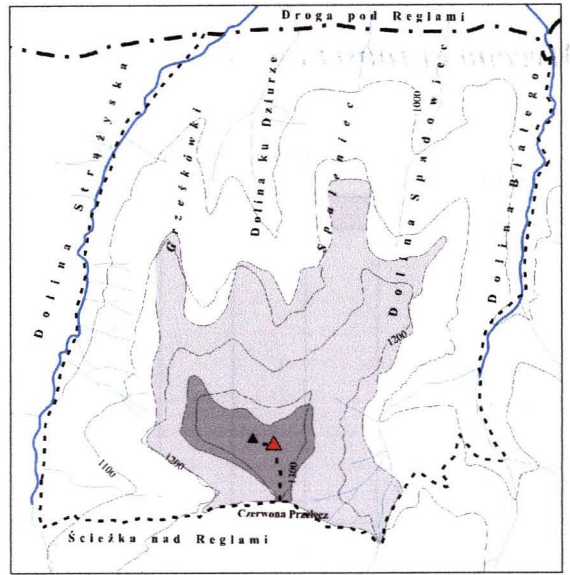 Droga pod Reglami
Dolina Strążyska
Grześkówki
Dolina ku Dziurze
Spaleniec
Dolina Spadowiec
Dolina Białego
1000
1200
1100
1200
1300
Czerwona Przełęcz
Ścieżka nad Reglami